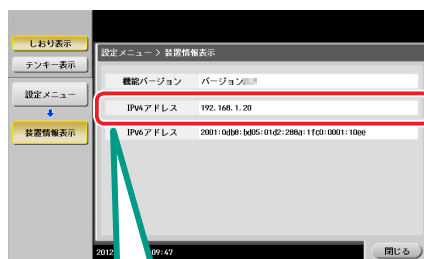 しおり表示
テンキー表示
設定メニュー
装置情報表示
設定メニュー > 装置情報表示
機能バージョン バージョン
IPv4アドレス 192.168.1.20
IPv6アドレス 2001:0db8:bd05:01d2:288a:1fc0:0001:10ee
2012 09:47
閉じる